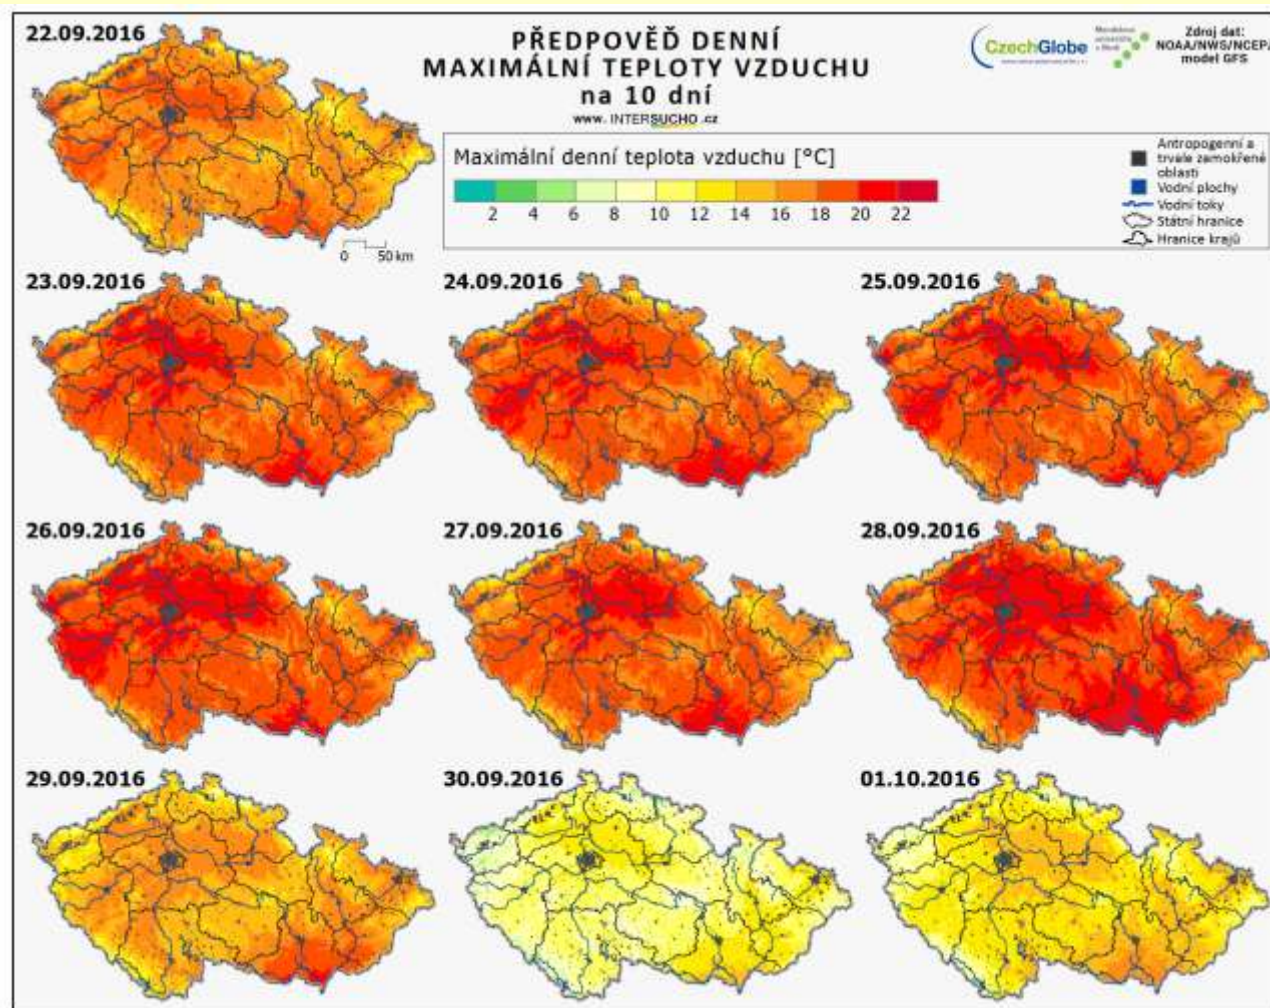 22.09.2016
PŘEDPOVĚĎ DENNÍ
MAXIMÁLNÍ TEPLOTY VZDUCHU
na 10 dní
www. INTERSUCHO .cz
CzechGlobe
Zdroj dat:
NOAA/NWS/NCEP/
model GFS
Maximální denní teplota vzduchu [°C]
2 4 6 8 10 12 14 16 18 20 22
Antropogenní a
trvale zamokřené
oblasti
Vodní plochy
Vodní toky
Státní hranice
Hranice krajů
0 50 km
23.09.2016
24.09.2016
25.09.2016
26.09.2016
27.09.2016
28.09.2016
29.09.2016
30.09.2016
01.10.2016